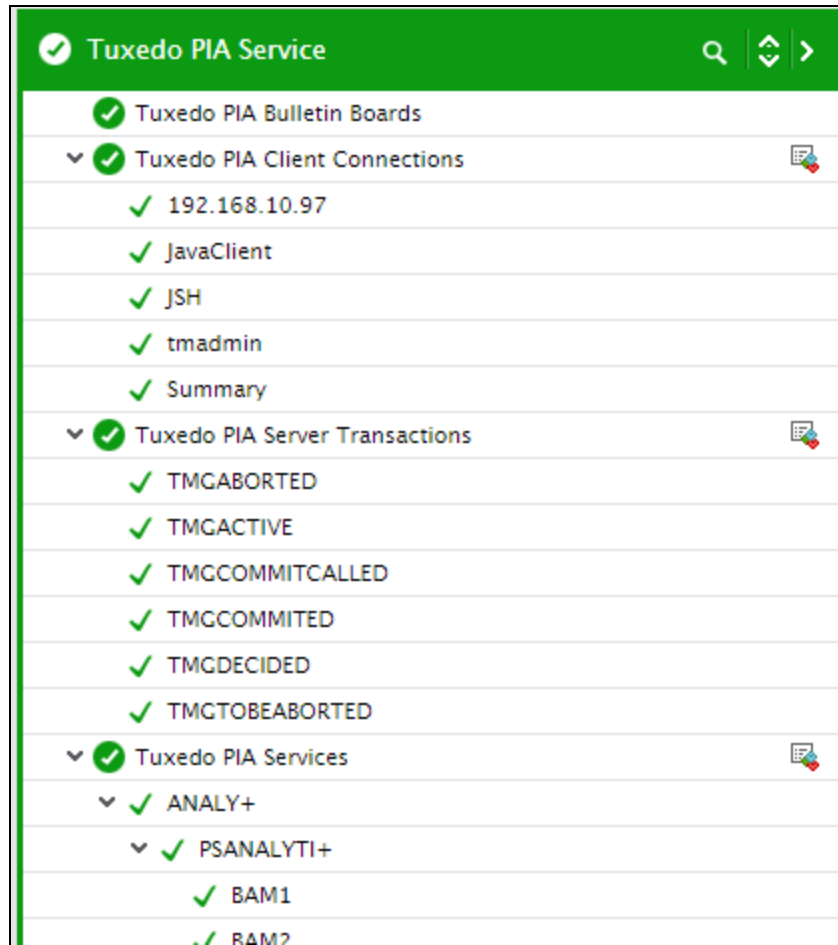 Tuxedo PIA Service
Tuxedo PIA Bulletin Boards
Tuxedo PIA Client Connections
192.168.10.97
JavaClient
JSH
tmadmin
Summary
Tuxedo PIA Server Transactions
TMGABORTED
TMGACTIVE
TMGCOMMITCALLED
TMGCOMMITED
TMGDECIDED
TMGTOBEABORTED
Tuxedo PIA Services
ANALY+
PSANALYTI+
BAM1
BAM2